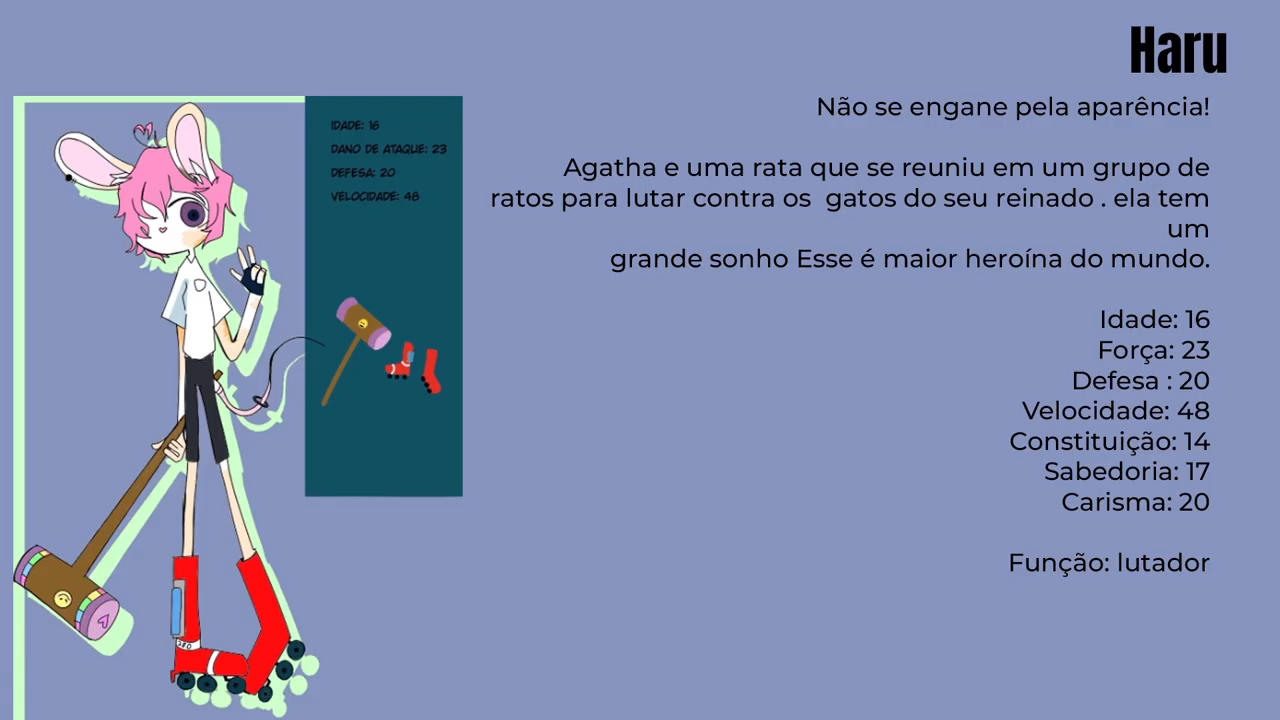 Haru
Não se engane pela aparência!
Agatha e uma rata que se reuniu em um grupo de
ratos para lutar contra os  gatos do seu reinado . ela tem
um
grande sonho Esse é maior heroína do mundo.
Idade: 16
Força: 23
Defesa : 20
Velocidade: 48
Constituição: 14
Sabedoria: 17
Carisma: 20
Função: lutador
IDADE: 16
DANO DE ATAQUE: 23
DEFESA: 20
VELOCIDADE: 48